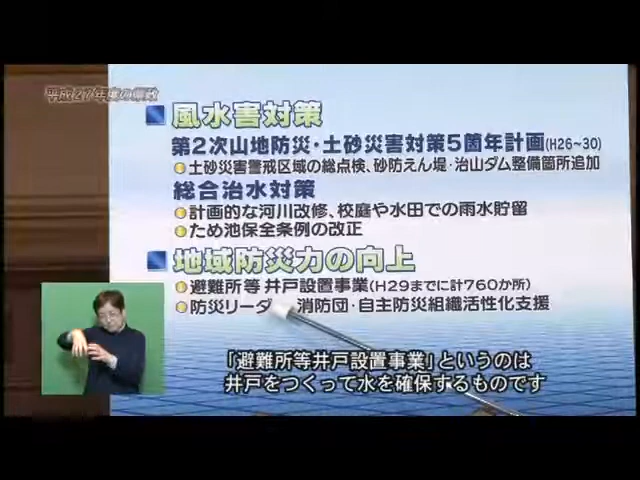 平成27年度の県政
風水害対策
第2次山地防災・土砂災害対策5箇年計画(H26~30)
土砂災害警戒区域の総点検、砂防えん堤・治山ダム整備箇所追加
総合治水対策
計画的な河川改修、校庭や水田での雨水貯留
ため池保全条例の改正
地域防災力の向上
避難所等 井戸設置事業(H29までに計760か所)
防災リーダ 消防団・自主防災組織活性化支援
「避難所等井戸設置事業」というのは
井戸をつくって水を確保するものです